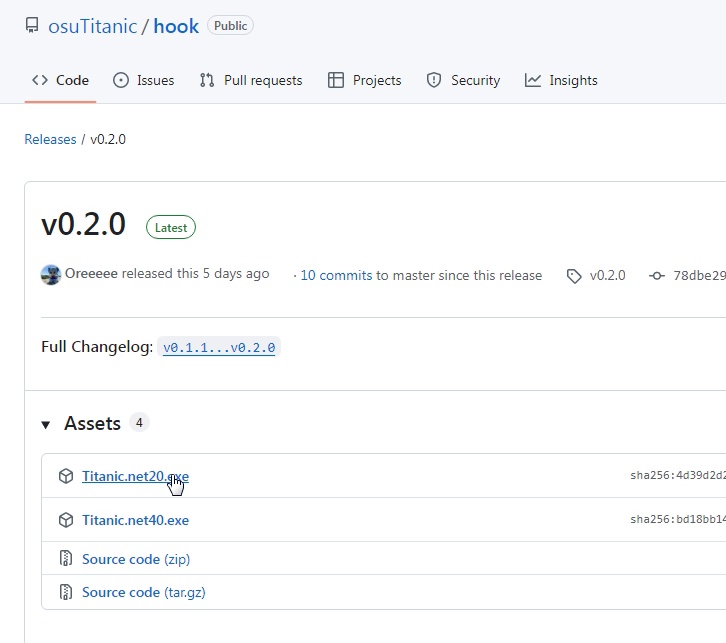 osuTitanic / hook Public
Code Issues Pull requests Projects Security Insights
Releases / v0.2.0
v0.2.0 Latest
Oreeeee released this 5 days ago · 10 commits to master since this release v0.2.0 78dbe29
Full Changelog: v0.1.1...v0.2.0
Assets 4
Titanic.net20.exe sha256:4d39d2d2
Titanic.net40.exe sha256:bd18bb14
Source code (zip)
Source code (tar.gz)